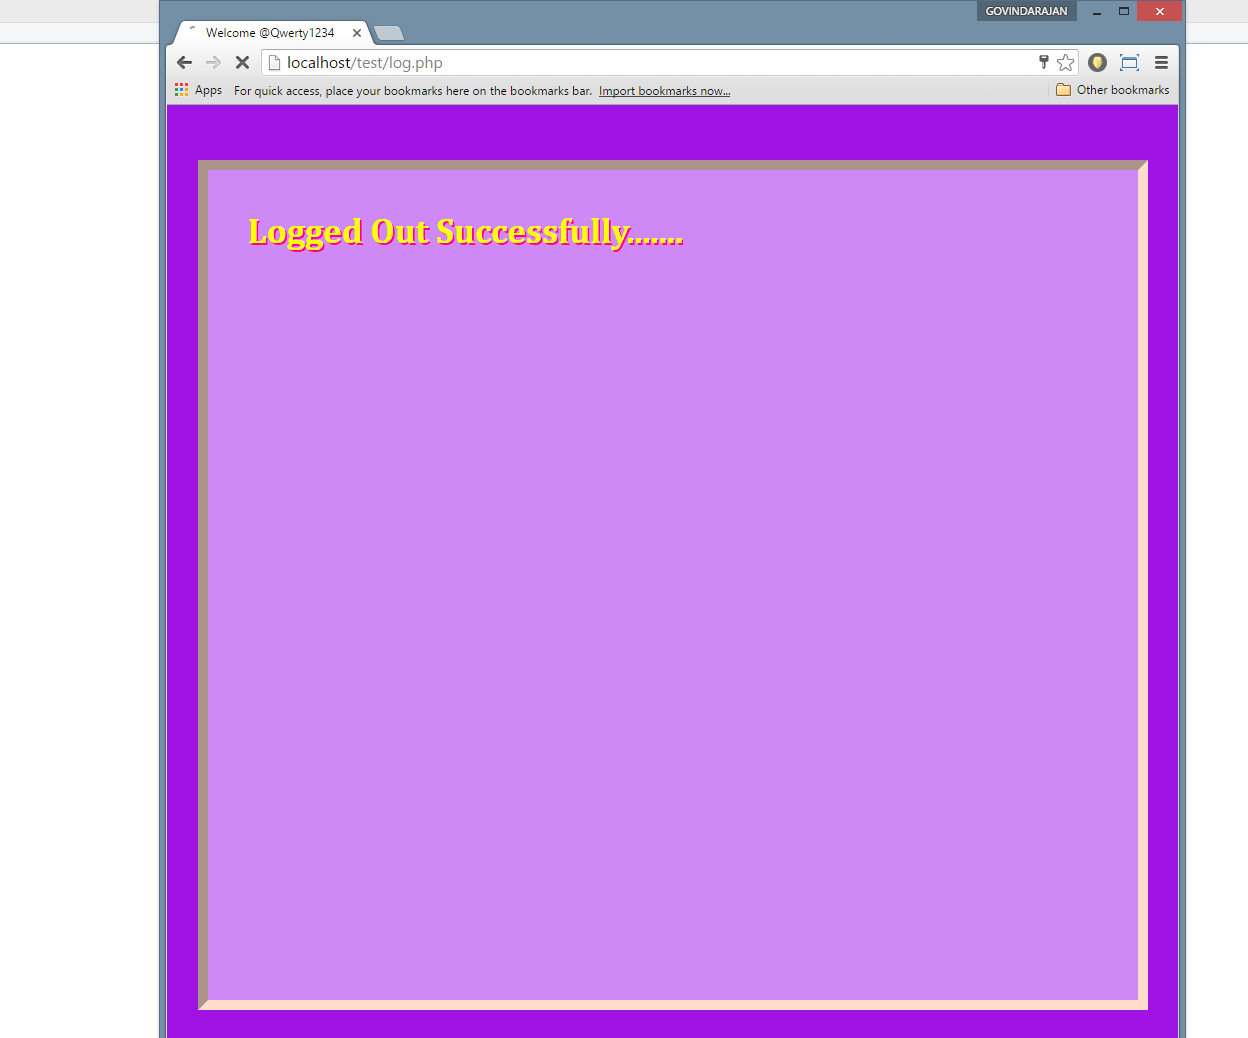 GOVINDARAJAN
Welcome @Qwerty1234
localhost/test/log.php
Apps For quick access, place your bookmarks here on the bookmarks bar. Import bookmarks now... Other bookmarks
Logged Out Successfully.......